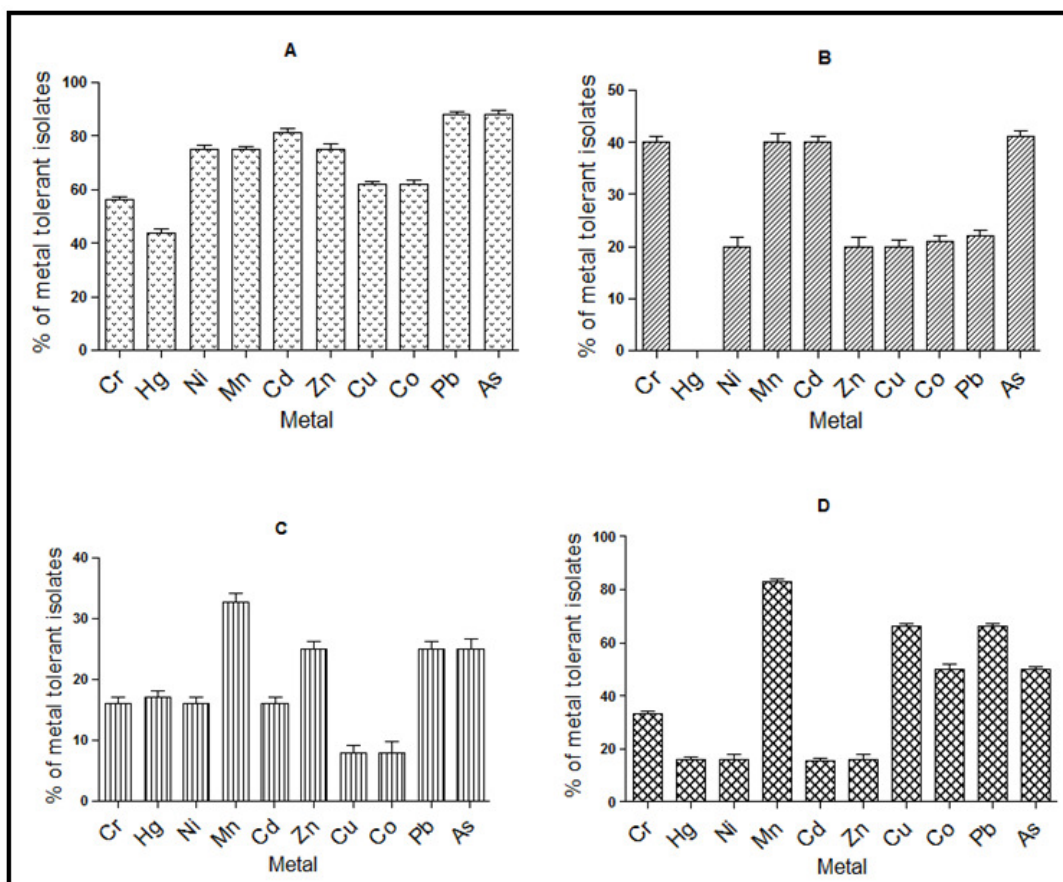 A
% of metal tolerant isolates
100
80
60
40
20
0
Cr Hg Ni Mn Cd Zn Cu Co Pb As
Metal
B
% of metal tolerant isolates
50
40
30
20
10
0
Cr Hg Ni Mn Cd Zn Cu Co Pb As
Metal
C
% of metal tolerant isolates
40
30
20
10
0
Cr Hg Ni Mn Cd Zn Cu Co Pb As
Metal
D
% of metal tolerant isolates
100
80
60
40
20
0
Cr Hg Ni Mn Cd Zn Cu Co Pb As
Metal